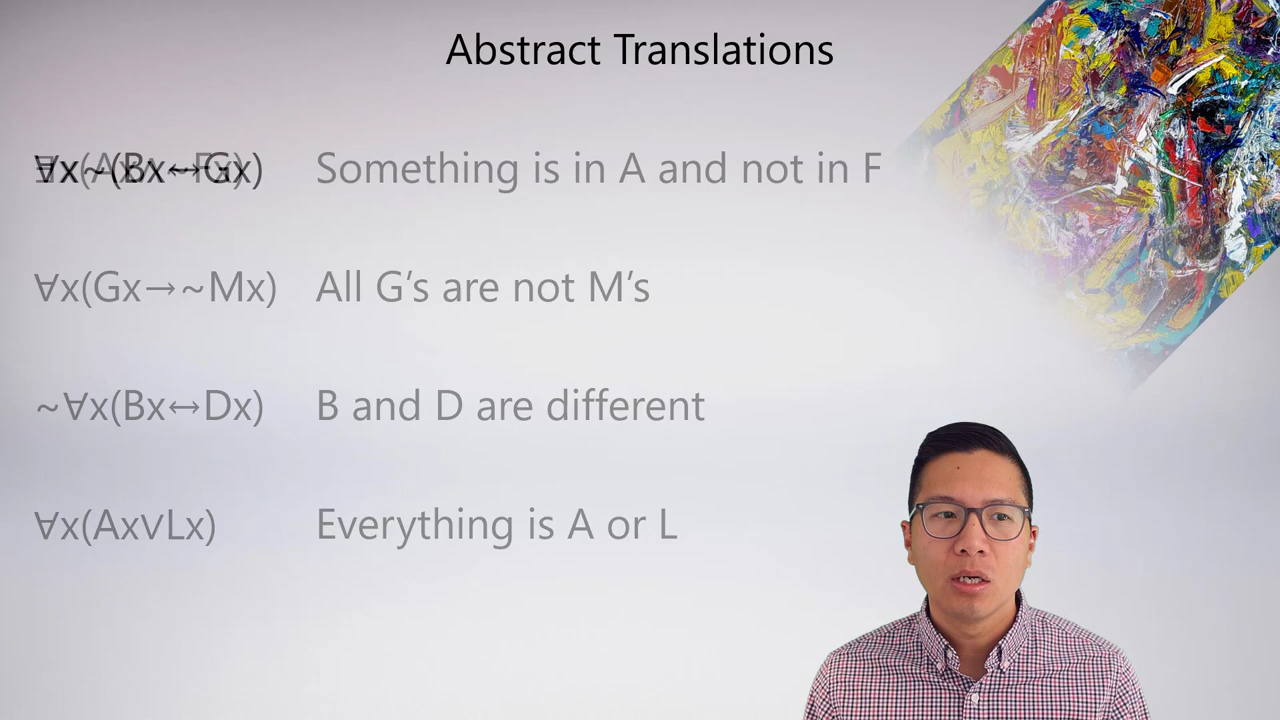 Abstract Translations
Something is in A and not in F
∀x(Gx→~Mx) All G’s are not M’s
~∀x(Bx↔Dx) B and D are different
∀x(Ax∨Lx) Everything is A or L